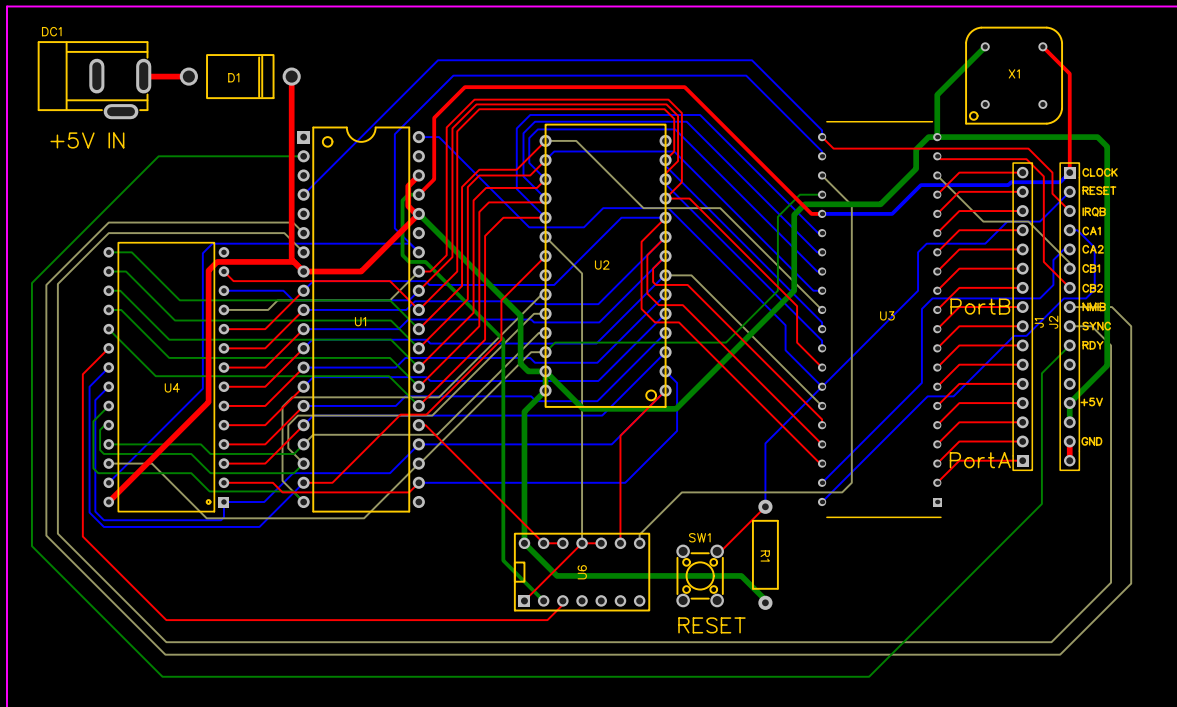 DC1
D1
+5V IN
X1
CLOCK
RESET
IRQB
CA1
CA2
CB1
CB2
NMIB
SYNC
RDY
+5V
GND
U2
U1
U3
U4
PortB
J1
J2
PortA
SW1
R1
U6
RESET